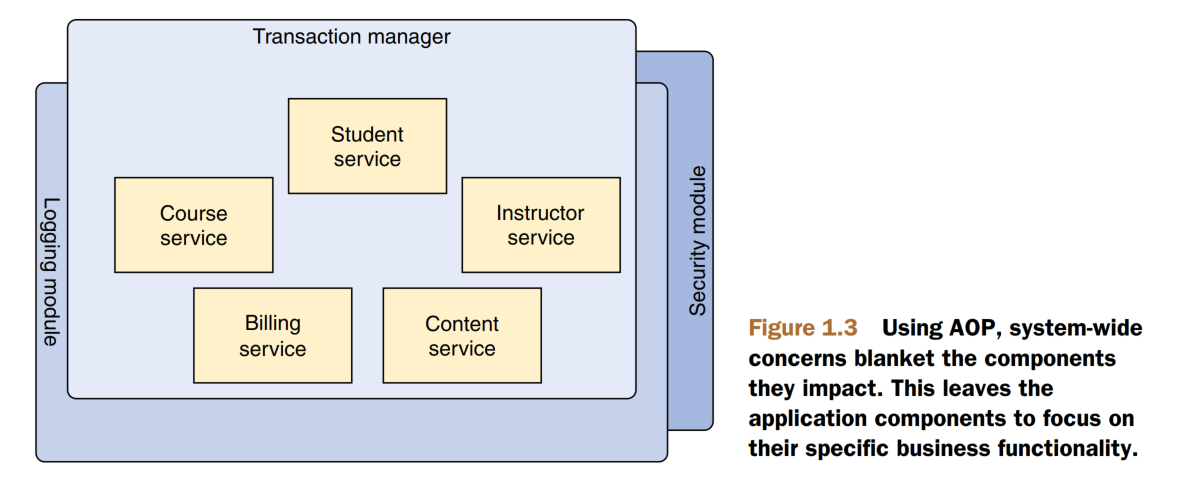 Transaction manager
Student
service
Course
service
Instructor
service
Billing
service
Content
service
Logging module
Security module
Figure 1.3 Using AOP, system-wide
concerns blanket the components
they impact. This leaves the
application components to focus on
their specific business functionality.